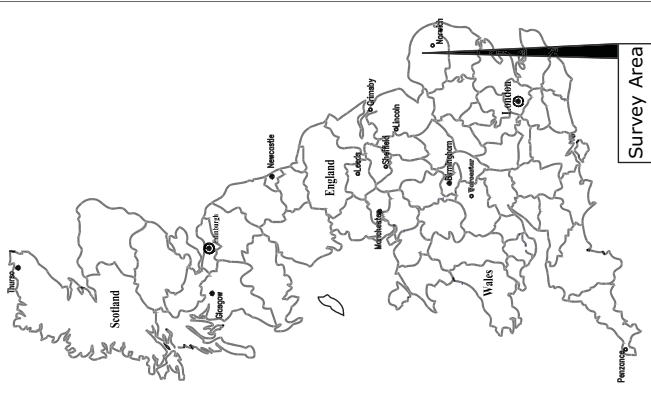 Thurso
Scotland
Edinburgh
Glasgow
Newcastle
England
Grimsby
Leeds
Lincoln
Sheffield
Manchester
Norwich
Birmingham
Worcester
London
Wales
Penzance
Survey Area